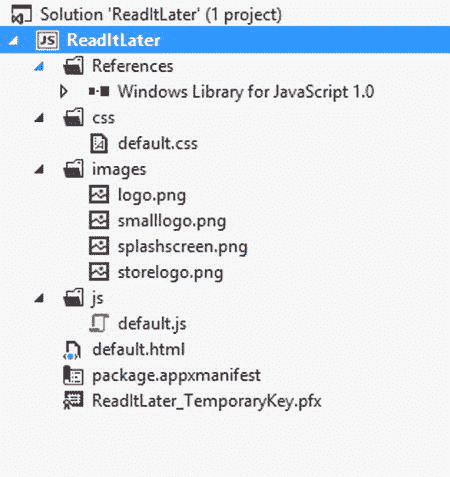 Solution 'ReadItLater' (1 project)
JS ReadItLater
References
Windows Library for JavaScript 1.0
css
default.css
images
logo.png
smalllogo.png
splashscreen.png
storelogo.png
js
default.js
default.html
package.appxmanifest
ReadItLater_TemporaryKey.pfx